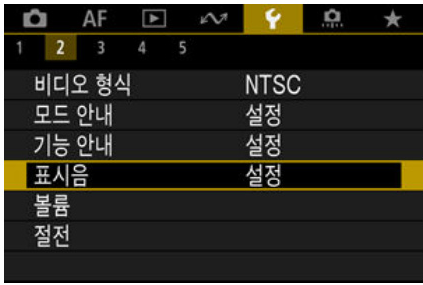 AF
1 2 3 4 5
비디오 형식 NTSC
모드 안내 설정
기능 안내 설정
표시음 설정
볼륨
절전